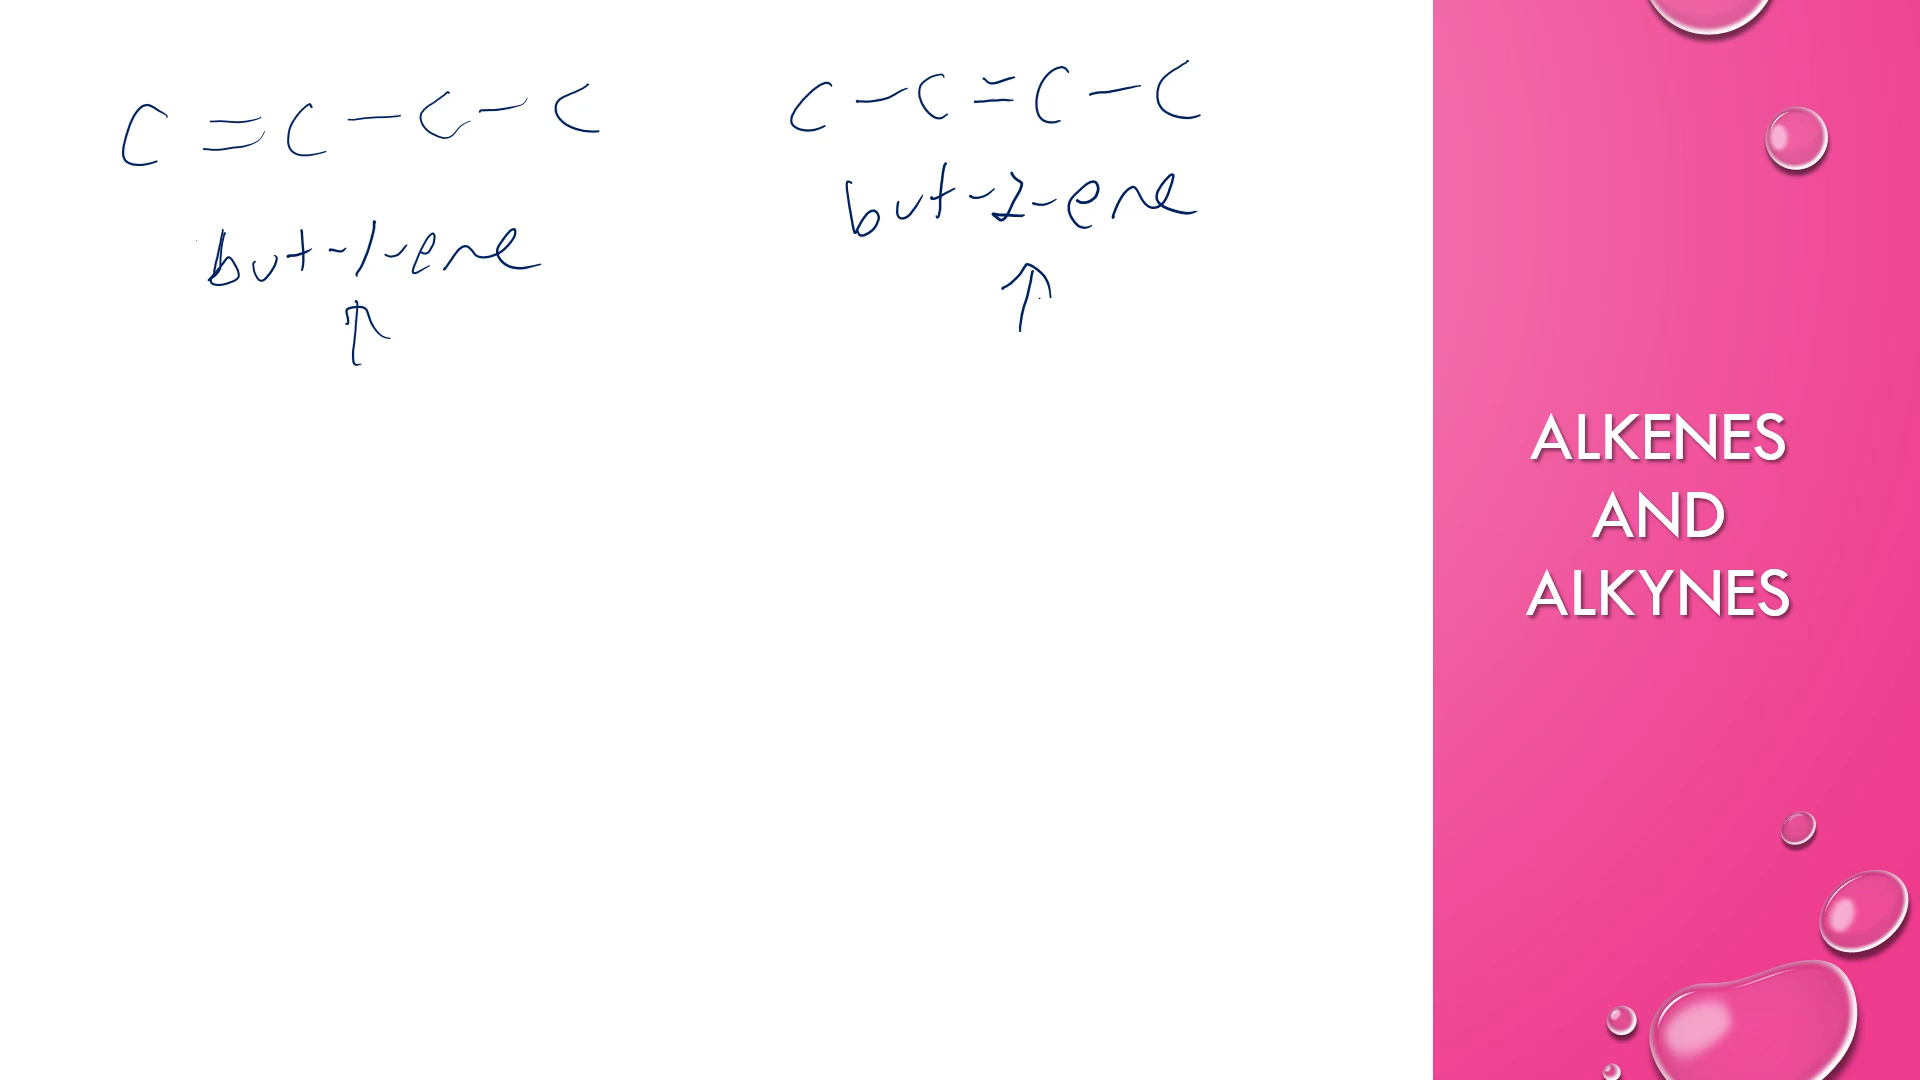 C = C - C - C
but-1-ene
↑
C - C = C - C
but-2-ene
↑
ALKENES
AND
ALKYNES